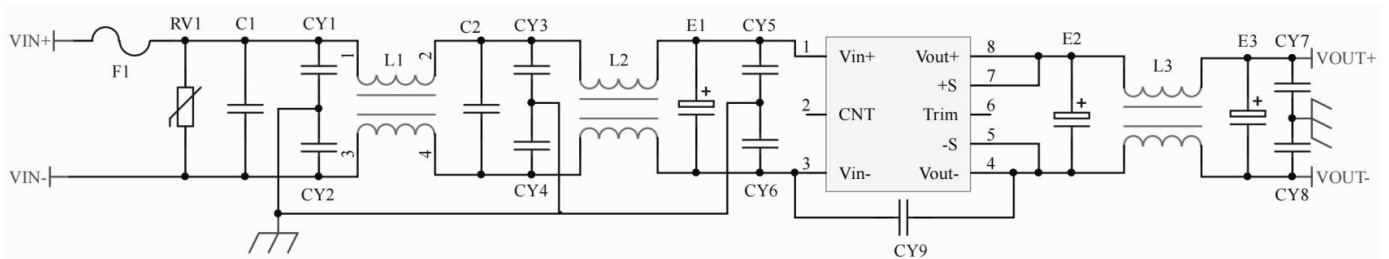 VIN+
F1
RV1
C1
CY1
1
L1
2
C2
CY3
L2
E1
CY5
1
Vin+
Vout+
8
E2
L3
E3
CY7
VOUT+
+S
7
2
CNT
Trim
6
-S
5
3
4
VIN-
CY2
CY4
CY6
3
Vin-
Vout-
4
CY8
VOUT-
CY9
+
+
+